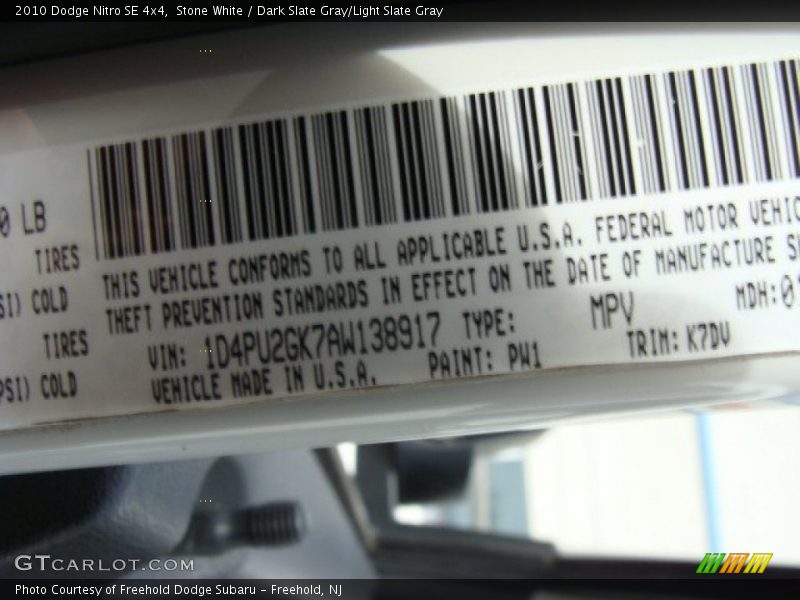 2010 Dodge Nitro SE 4x4, Stone White / Dark Slate Gray/Light Slate Gray
0 LB
TIRES
THIS VEHICLE CONFORMS TO ALL APPLICABLE U.S.A. FEDERAL MOTOR VEHIC
SI) COLD
THEFT PREVENTION STANDARDS IN EFFECT ON THE DATE OF MANUFACTURE S
TIRES
VIN: 1D4PU2GK7AW138917 TYPE: MPV MDH:0
PSI) COLD
VEHICLE MADE IN U.S.A. PAINT: PW1 TRIM: K7DV
GTCARLOT.COM
Photo Courtesy of Freehold Dodge Subaru – Freehold, NJ